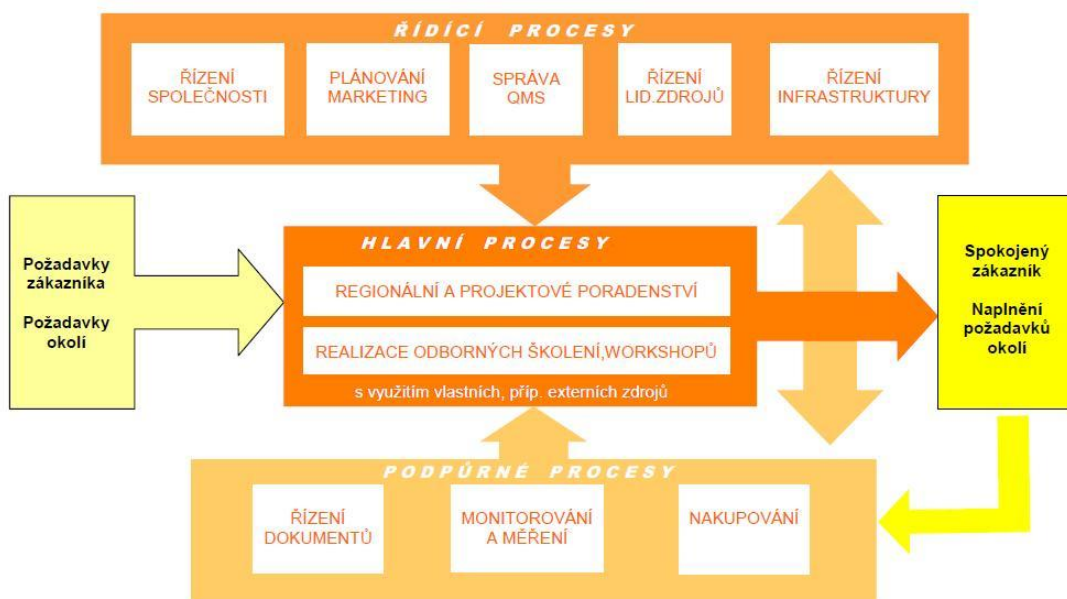 ŘÍDÍCÍ PROCESY
ŘÍZENÍ
SPOLEČNOSTI
PLÁNOVÁNÍ
MARKETING
SPRÁVA
QMS
ŘÍZENÍ
LID.ZDROJŮ
ŘÍZENÍ
INFRASTRUKTURY
Požadavky
zákazníka
Požadavky
okolí
HLAVNÍ PROCESY
REGIONÁLNÍ A PROJEKTOVÉ PORADENSTVÍ
REALIZACE ODBORNÝCH ŠKOLENÍ,WORKSHOPŮ
s využitím vlastních, příp. externích zdrojů
Spokojený
zákazník
Naplnění
požadavků
okolí
PODPŮRNÉ PROCESY
ŘÍZENÍ
DOKUMENTŮ
MONITOROVÁNÍ
A MĚŘENÍ
NAKUPOVÁNÍ